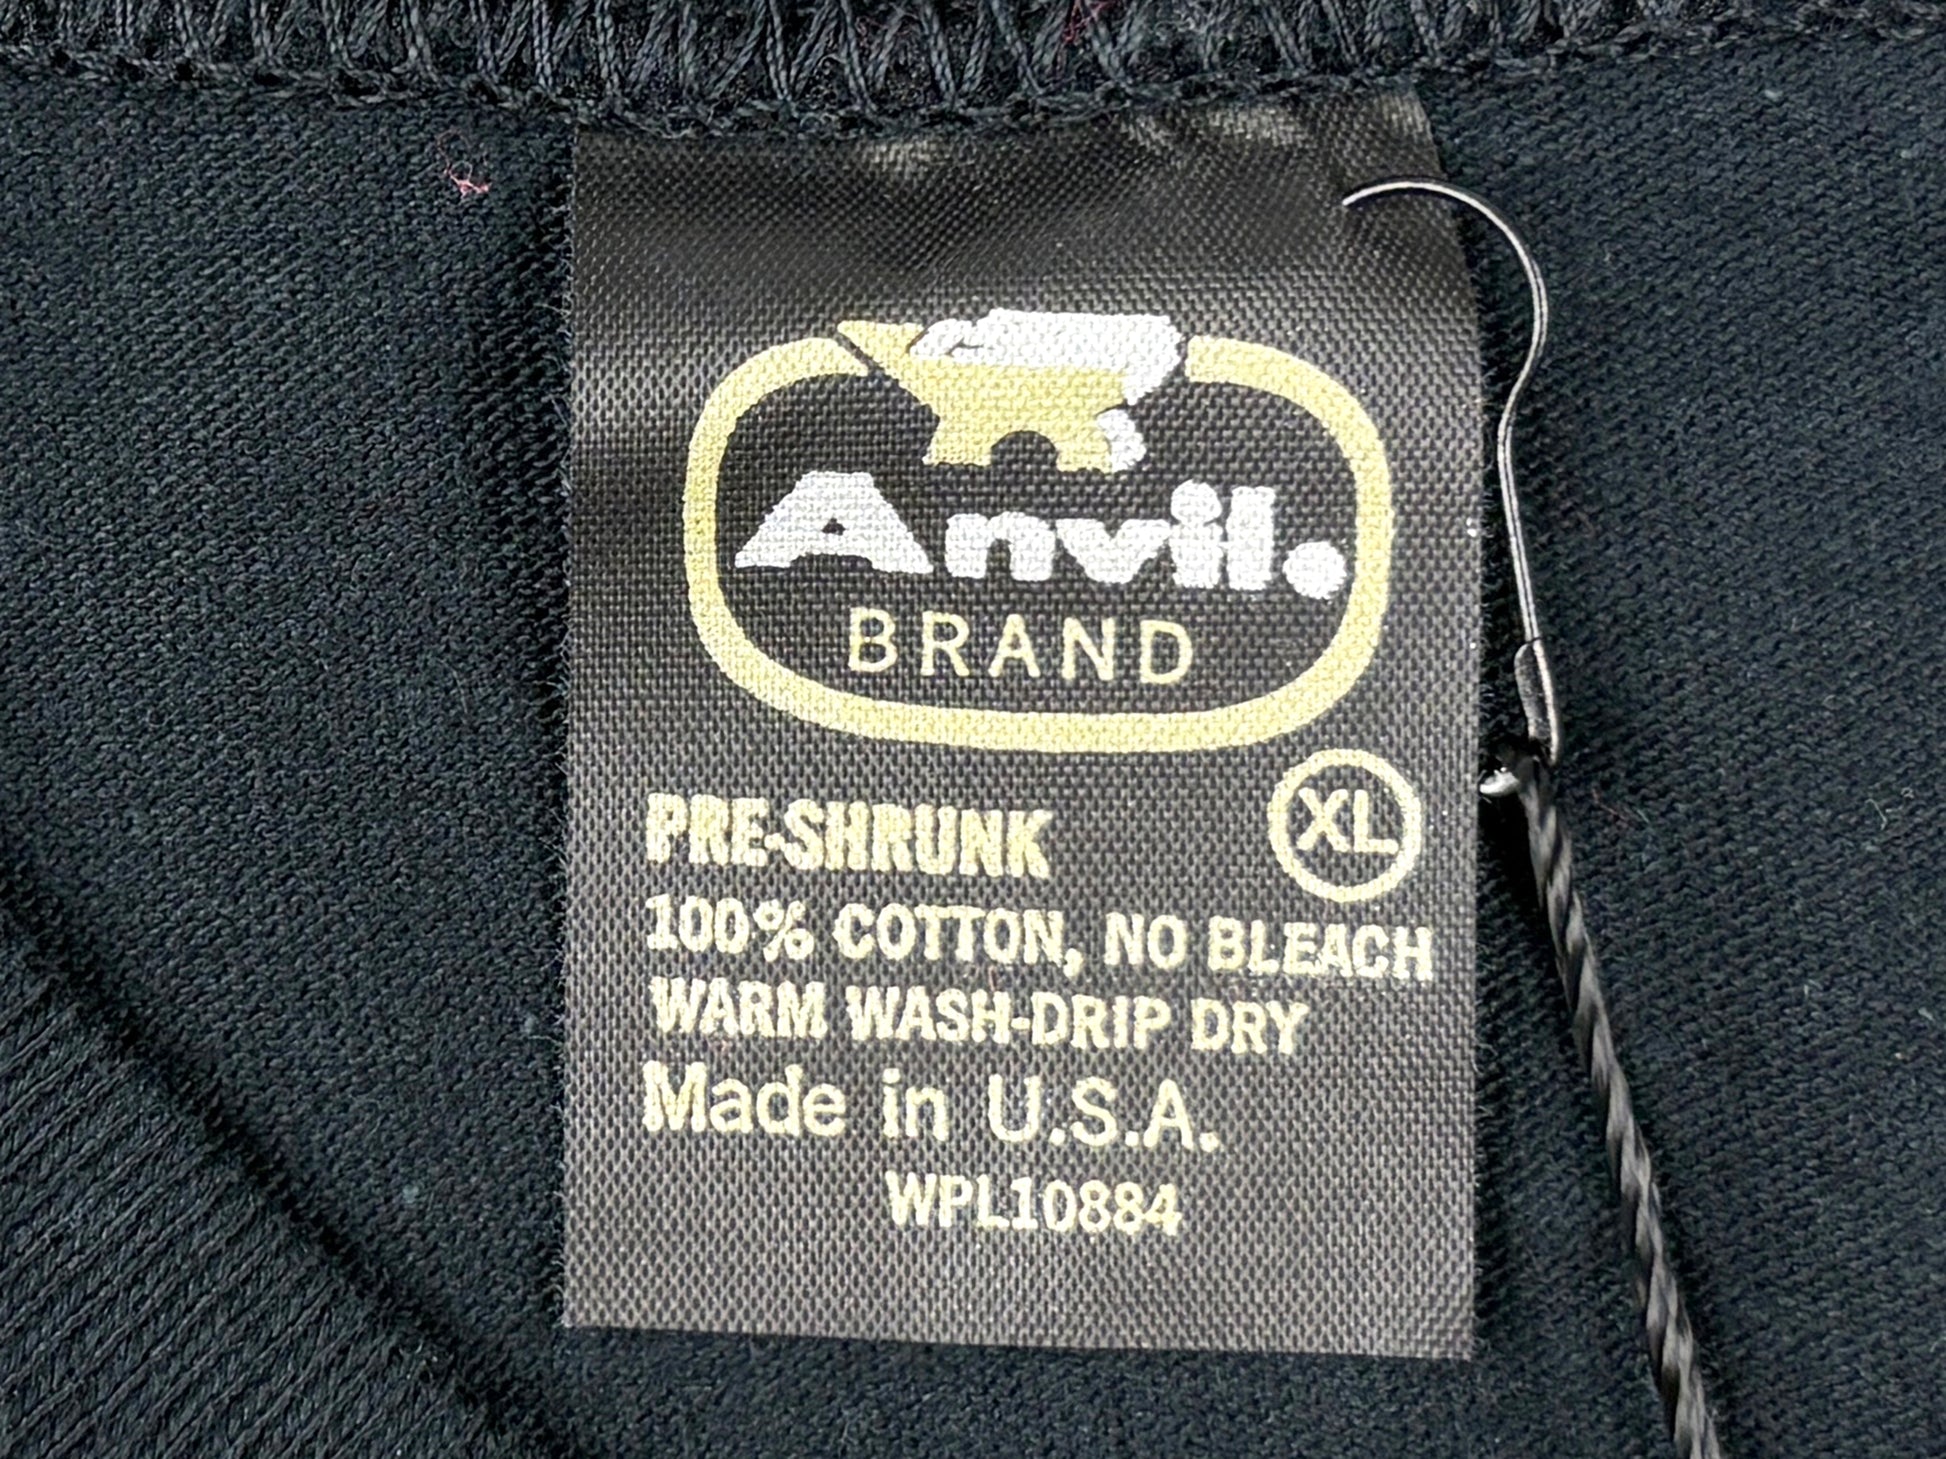 Anvil.
BRAND
XL
PRE-SHRUNK
100% COTTON, NO BLEACH
WARM WASH-DRIP DRY
Made in U.S.A.
WPL10884